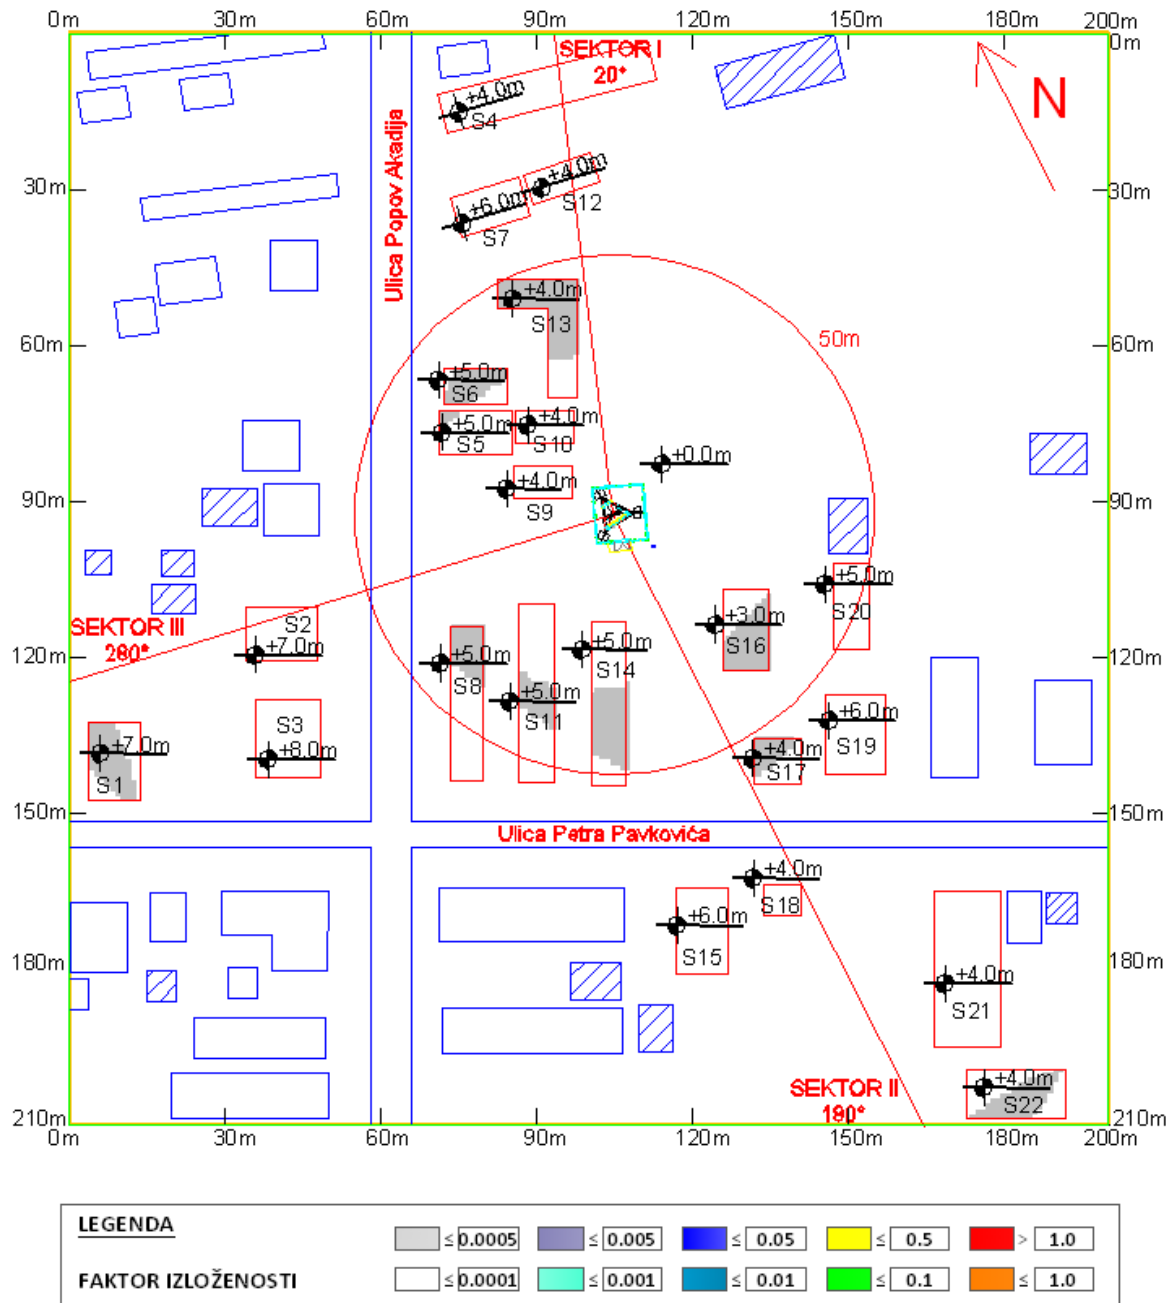 0m 30m 60m 90m 120m 150m 180m 200m
0m
SEKTOR I
20°
N
+4.0m
S4
Ulica Popov Akadija
30m
30m
+4.0m
S12
+6.0m
S7
+4.0m
S13
60m
50m
60m
+5.0m
S6
+5.0m
S5
+4.0m
S10
+0.0m
+4.0m
S9
90m
90m
+5.0m
S20
+3.0m
S16
SEKTOR III
280°
S2
+7.0m
120m
120m
+5.0m
S8
+5.0m
S14
+5.0m
S11
S3
+8.0m
+7.0m
S1
+6.0m
S19
+4.0m
S17
150m
150m
Ulica Petra Pavkovića
+4.0m
S18
+6.0m
S15
180m
180m
+4.0m
S21
SEKTOR II
190°
+4.0m
S22
210m
210m
0m 30m 60m 90m 120m 150m 180m 200m
LEGENDA
≤ 0.0005 ≤ 0.005 ≤ 0.05 ≤ 0.5 > 1.0
FAKTOR IZLOŽENOSTI
≤ 0.0001 ≤ 0.001 ≤ 0.01 ≤ 0.1 ≤ 1.0